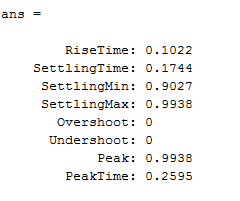 ans =
RiseTime: 0.1022
SettlingTime: 0.1744
SettlingMin: 0.9027
SettlingMax: 0.9938
Overshoot: 0
Undershoot: 0
Peak: 0.9938
PeakTime: 0.2595